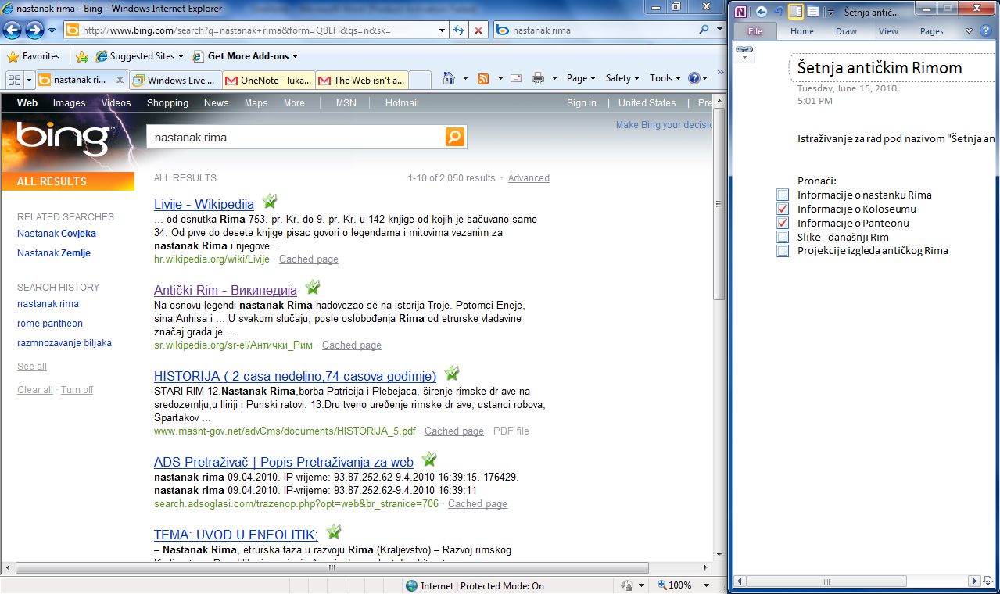 nastanak rima - Bing - Windows Internet Explorer
http://www.bing.com/search?q=nastanak+rima&form=QBLH&qs=n&sk=
nastanak rima
Favorites
Suggested Sites
Get More Add-ons
nastanak ri...
Windows Live ...
OneNote - luka...
The Web isn't a...
Page
Safety
Tools
Web
Images
Videos
Shopping
News
Maps
More
MSN
Hotmail
Sign in
United States
Pre
bing™
nastanak rima
Make Bing your decisio
ALL RESULTS
ALL RESULTS
1-10 of 2,050 results · Advanced
RELATED SEARCHES
Nastanak Covjeka
Nastanak Zemlje
SEARCH HISTORY
nastanak rima
rome pantheon
razmnozavanje biljaka
See all
Clear all · Turn off
Livije - Wikipedia
... od osnutka Rima 753. pr. Kr. do 9. pr. Kr. u 142 knjige od kojih je sačuvano samo
34. Od prve do desete knjige pisac govori o legendama i mitovima vezanim za
nastanak Rima i njegove ...
hr.wikipedia.org/wiki/Livije · Cached page
Antički Rim - Википедија
Na osnovu legendi nastanak Rima nadovezao se na istorija Troje. Potomci Eneje,
sina Anhisa i ... U svakom slučaju, posle oslobođenja Rima od etrurske vladavine
značaj grada je ...
sr.wikipedia.org/sr-el/Антички_Рим · Cached page
HISTORIJA ( 2 casa nedeljno,74 casova godiınje)
STARI RIM 12.Nastanak Rima,borba Patricija i Plebejaca, širenje rimske dr ave na
sredozemlju,u Iliriji i Punski ratovi. 13.Dru tveno uređenje rimske dr ave, ustanci robova,
Spartakov ...
www.masht-gov.net/advCms/documents/HISTORIJA_5.pdf · Cached page · PDF file
ADS Pretraživač | Popis Pretraživanja za web
nastanak rima 09.04.2010. IP-vrijeme: 93.87.252.62-9.4.2010 16:39:15. 176429.
nastanak rima 09.04.2010. IP-vrijeme: 93.87.252.62-9.4.2010 16:39:11
search.adsoglasi.com/trazenop.php?opt=web&br_stranice=706 · Cached page
TEMA: UVOD U ENEOLITIK;
– Nastanak Rima, etrurska faza u razvoju Rima (Kraljevstvo) – Razvoj rimskog
Internet | Protected Mode: On
100%
Šetnja antič...
File
Home
Draw
View
Pages
Šetnja antičkim Rimom
Tuesday, June 15, 2010
5:01 PM
Istraživanje za rad pod nazivom "Šetnja an
Pronaći:
Informacije o nastanku Rima
Informacije o Koloseumu
Informacije o Panteonu
Slike - današnji Rim
Projekcije izgleda antičkog Rima